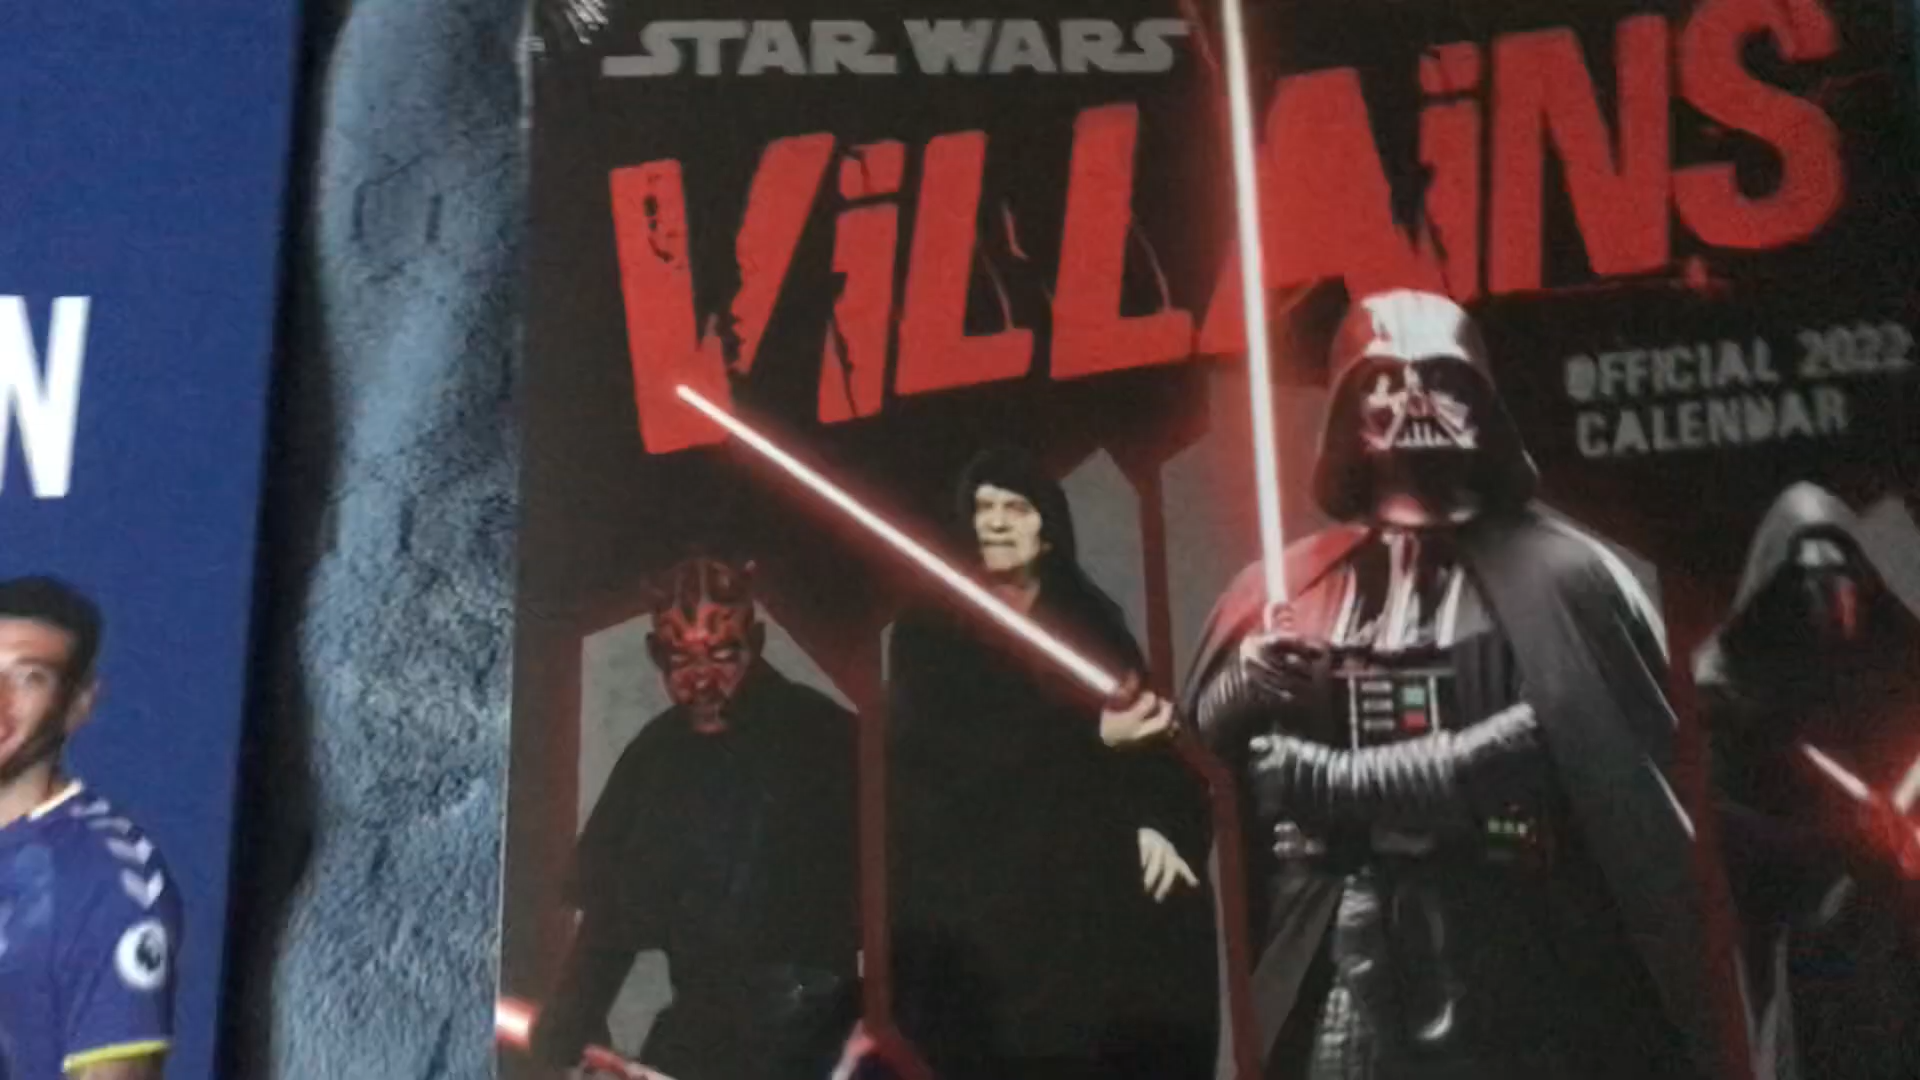 STAR WARS
ViLLAiNS
OFFICIAL 2022
CALENDAR
N